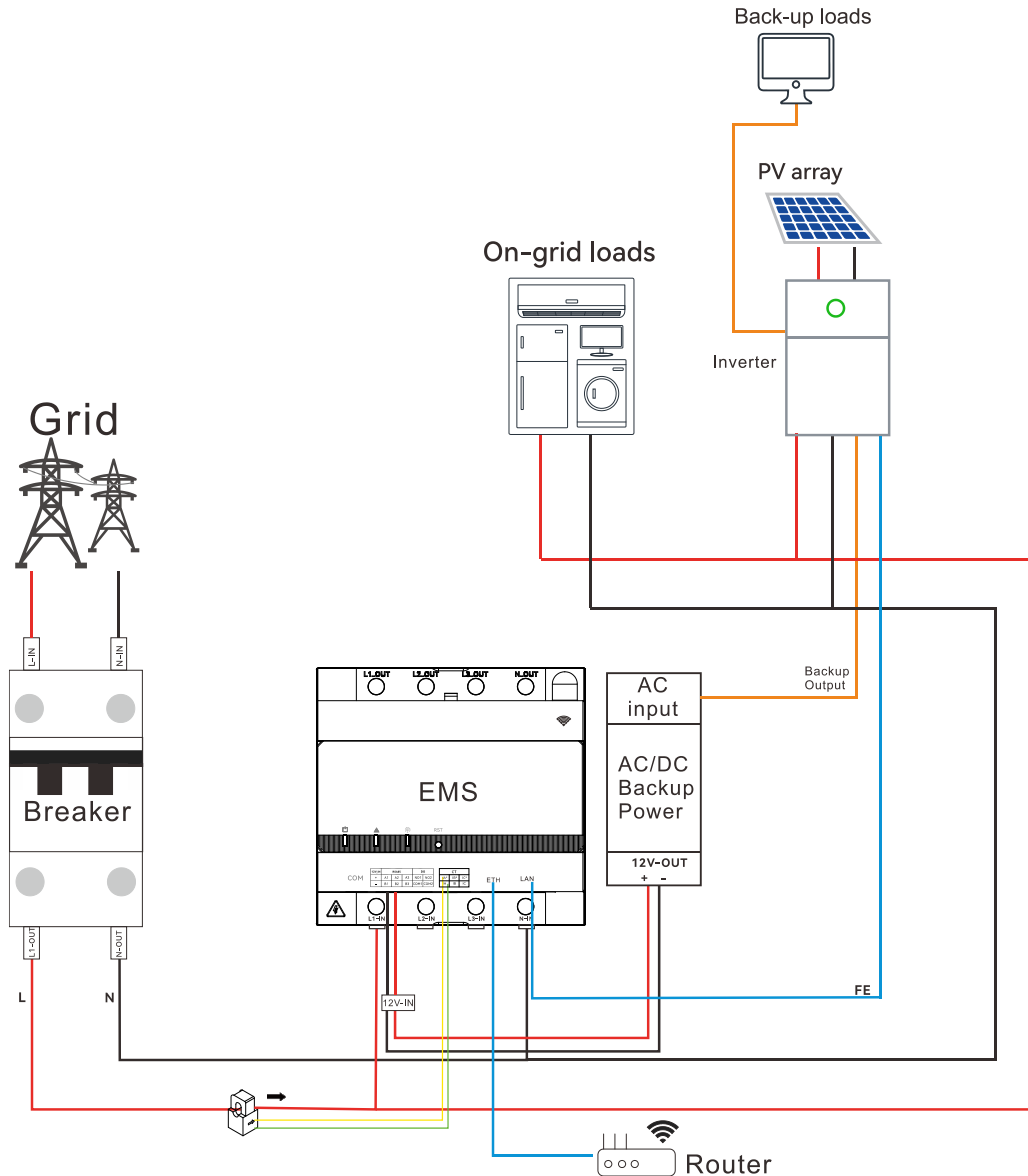 Back-up loads
PV array
On-grid loads
Inverter
Grid
L-IN
N-IN
L1_OUT
L2_OUT
L3_OUT
N_OUT
Backup
Output
AC
input
AC/DC
Backup
Power
12V-OUT
+ -
Breaker
EMS
RST
COM
ETH
LAN
L1-IN
L2-IN
L3-IN
N-IN
L1-OUT
N-OUT
L
N
12V-IN
FE
Router